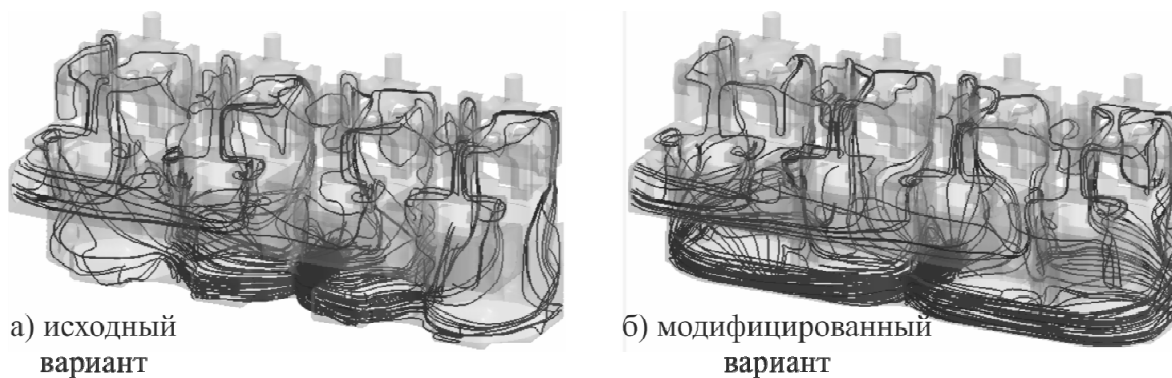 а) исходный
вариант
б) модифицированный
вариант